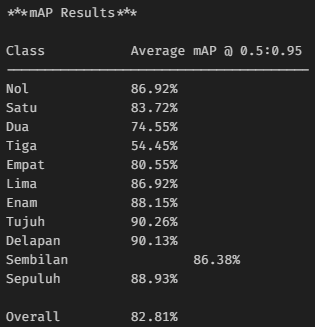 ***mAP Results***
Class Average mAP @ 0.5:0.95
Nol 86.92%
Satu 83.72%
Dua 74.55%
Tiga 54.45%
Empat 80.55%
Lima 86.92%
Enam 88.15%
Tujuh 90.26%
Delapan 90.13%
Sembilan 86.38%
Sepuluh 88.93%
Overall 82.81%